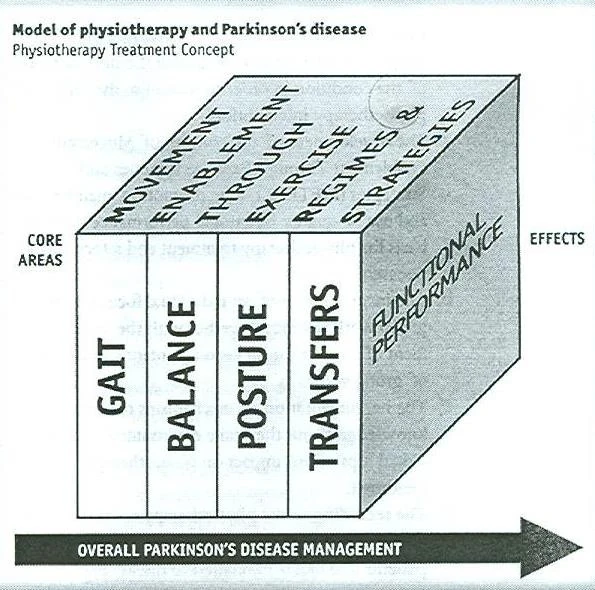 Model of physiotherapy and Parkinson's disease
Physiotherapy Treatment Concept
MOVEMENT
ENABLEMENT
THROUGH
EXERCISE
REGIMES &
STRATEGIES
CORE
AREAS
GAIT
BALANCE
POSTURE
TRANSFERS
FUNCTIONAL
PERFORMANCE
EFFECTS
OVERALL PARKINSON'S DISEASE MANAGEMENT